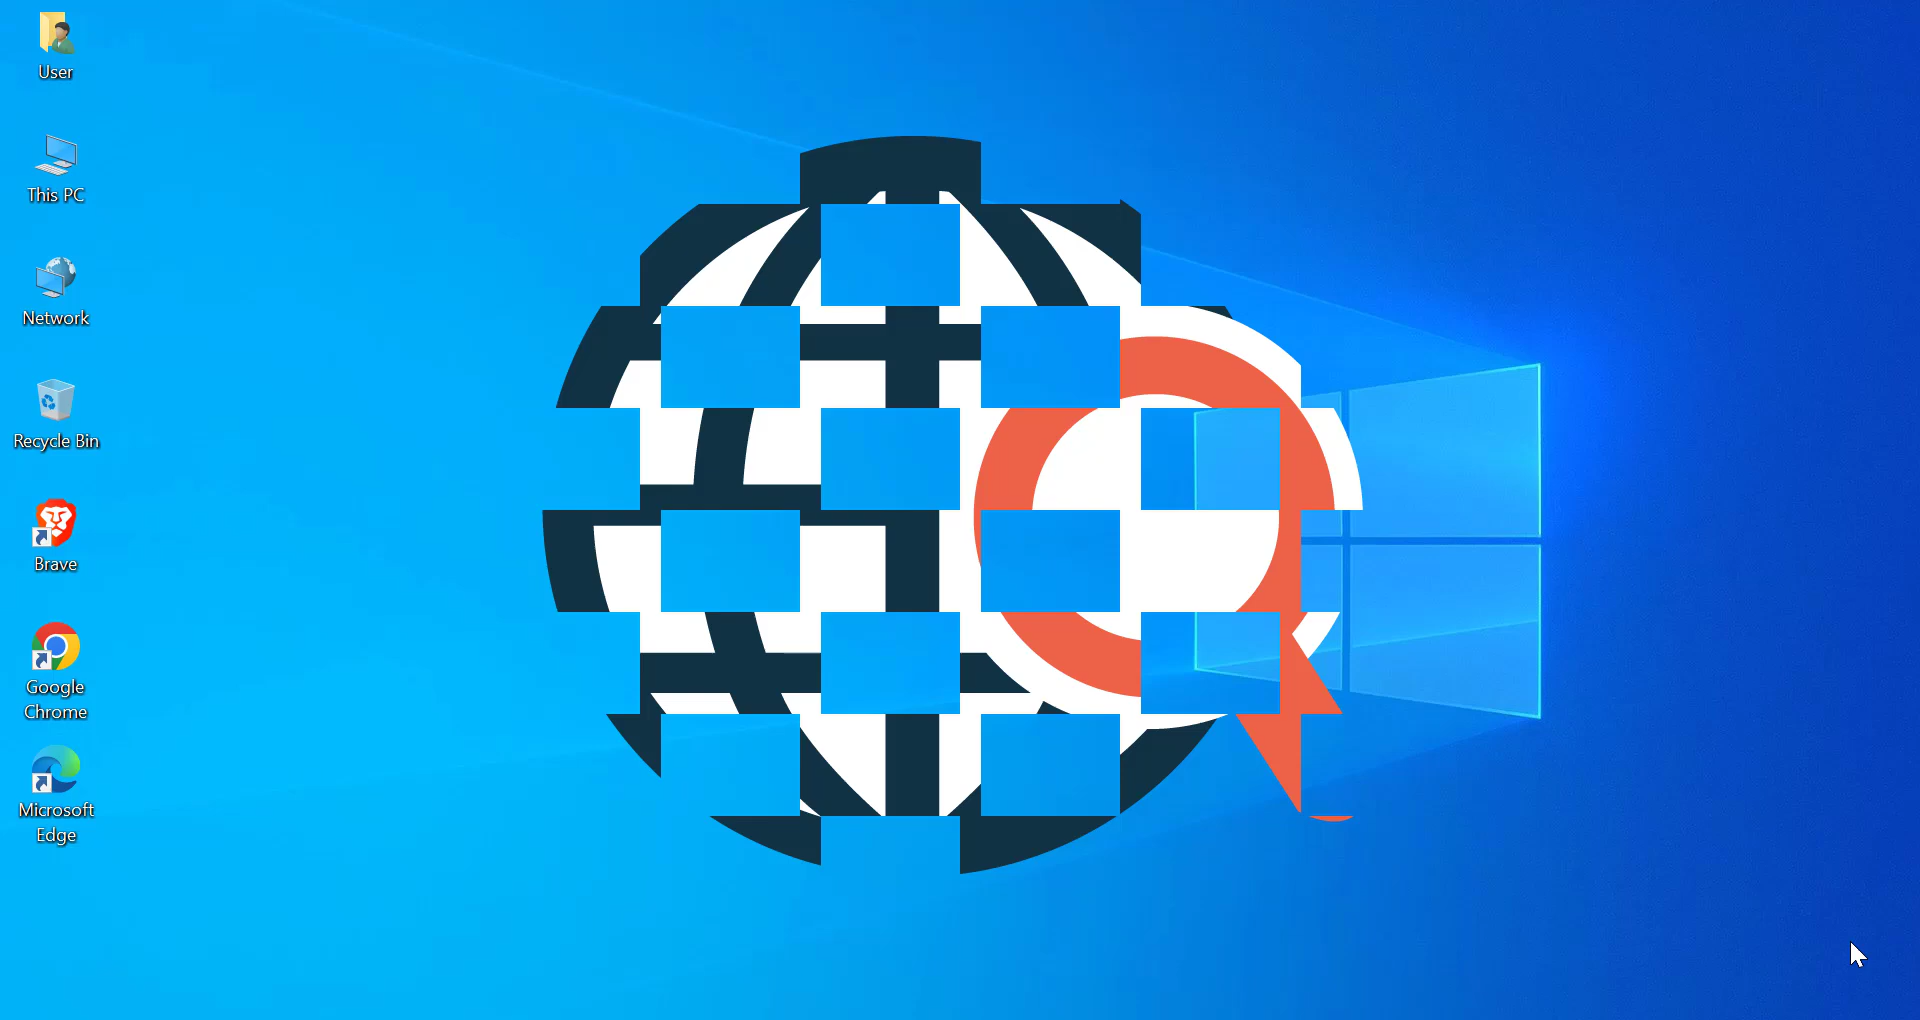 User
This PC
Network
Recycle Bin
Brave
Google
Chrome
Microsoft
Edge